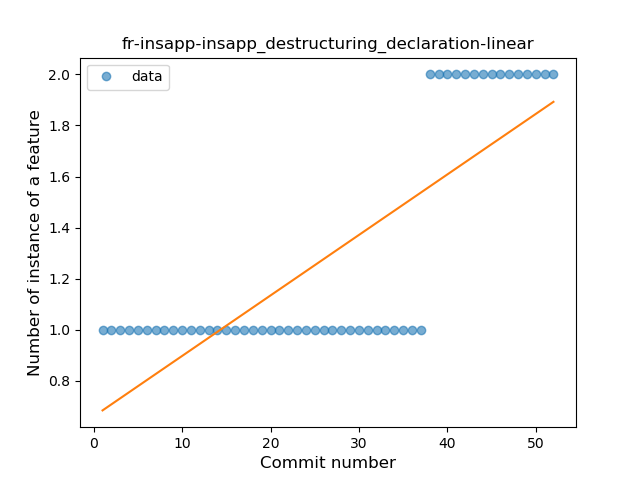 fr-insapp-insapp_destructuring_declaration-linear
data
Number of instance of a feature
2.0
1.8
1.6
1.4
1.2
1.0
0.8
0 10 20 30 40 50
Commit number